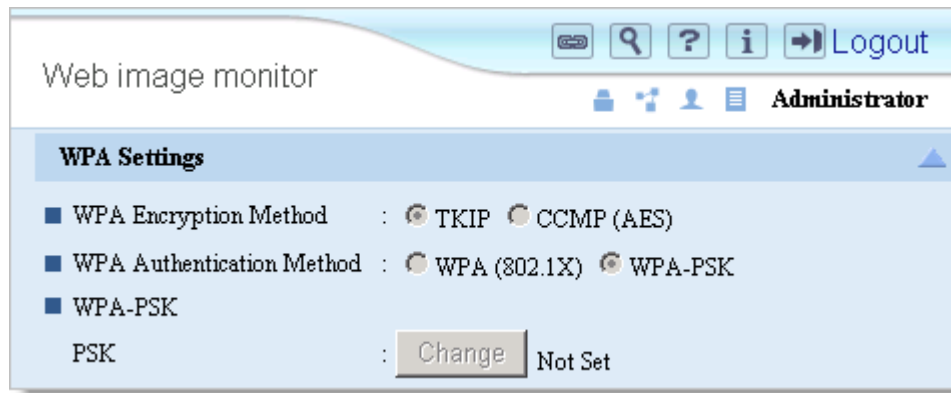 Logout
Web image monitor
Administrator
WPA Settings
WPA Encryption Method : TKIP CCMP (AES)
WPA Authentication Method : WPA (802.1X) WPA-PSK
WPA-PSK
PSK : Change Not Set